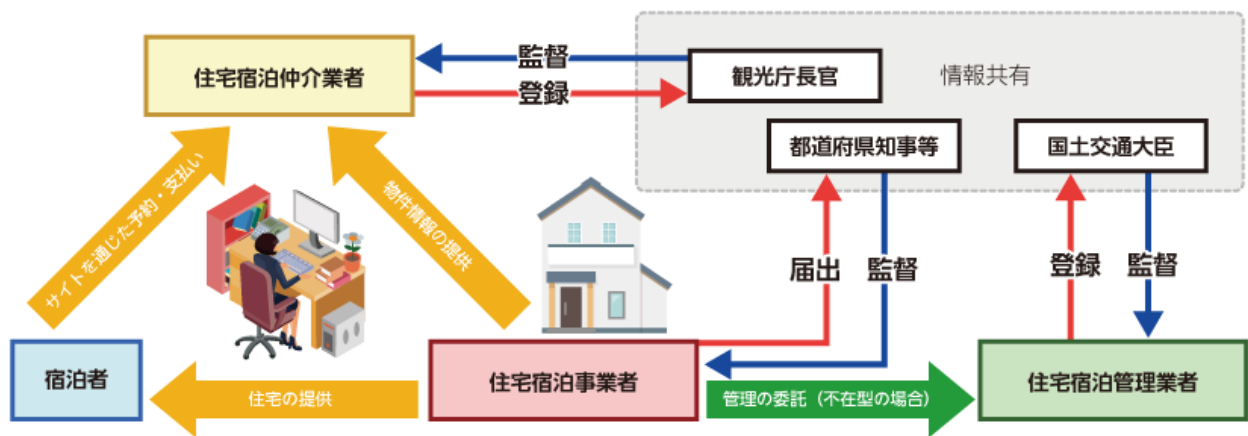 住宅宿泊仲介業者
監督
登録
観光庁長官
情報共有
都道府県知事等
国土交通大臣
サイトを通じた予約・支払い
物件情報の提供
届出
監督
登録
監督
宿泊者
住宅の提供
住宅宿泊事業者
管理の委託（不在型の場合）
住宅宿泊管理業者